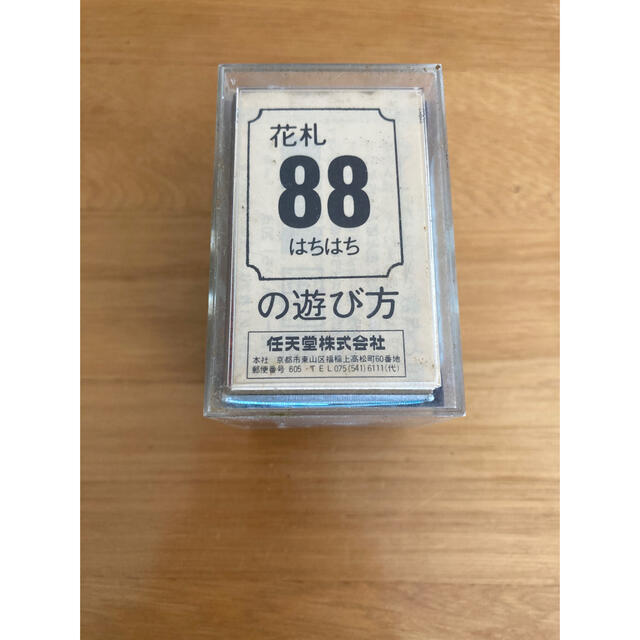 花札
88
はちはち
の遊び方
任天堂株式会社
本社 京都市東山区福稲上高松町60番地
郵便番号 605 · TEL 075(541)6111(代)